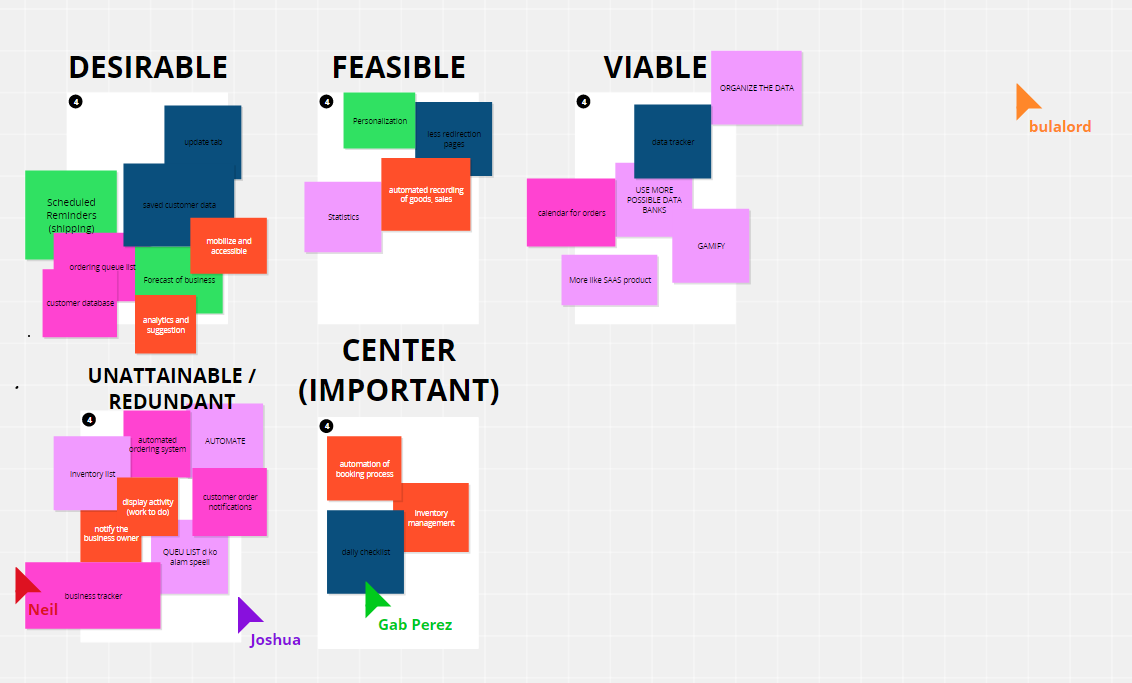 DESIRABLE
4
update tab
saved customer data
Scheduled
Reminders
(shipping)
mobilize and
accessible
ordering queue list
Forecast of business
customer database
analytics and
suggestion
FEASIBLE
4
Personalization
less redirection
pages
automated recording
of goods, sales
Statistics
VIABLE
4
ORGANIZE THE DATA
data tracker
USE MORE
POSSIBLE DATA
BANKS
calendar for orders
GAMIFY
More like SAAS product
bulalord
UNATTAINABLE /
REDUNDANT
4
automated
ordering system
AUTOMATE
Inventory list
display activity
(work to do)
customer order
notifications
notify the
business owner
QUEU LIST d ko
alam spell
business tracker
Neil
Joshua
CENTER
(IMPORTANT)
4
automation of
booking process
inventory
management
daily checklist
Gab Perez